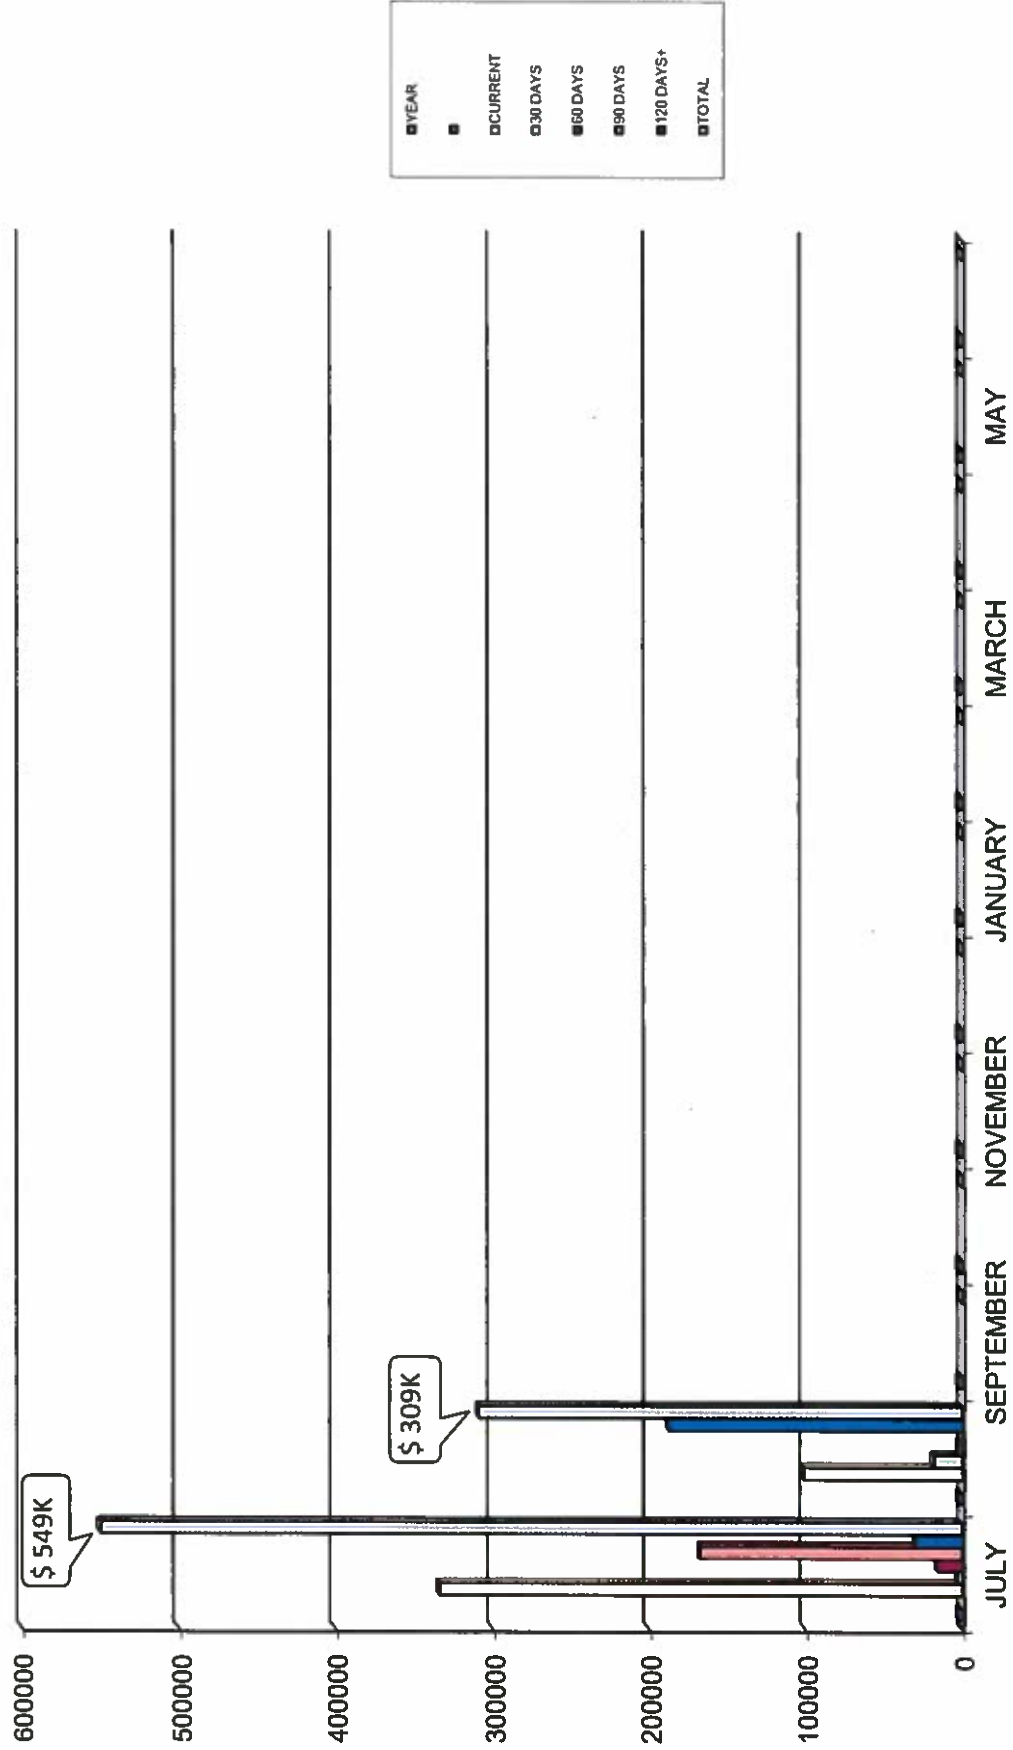 $ 549K
$ 309K
600000
500000
400000
300000
200000
100000
0
JULY
SEPTEMBER
NOVEMBER
JANUARY
MARCH
MAY
YEAR
CURRENT
30 DAYS
60 DAYS
90 DAYS
120 DAYS+
TOTAL